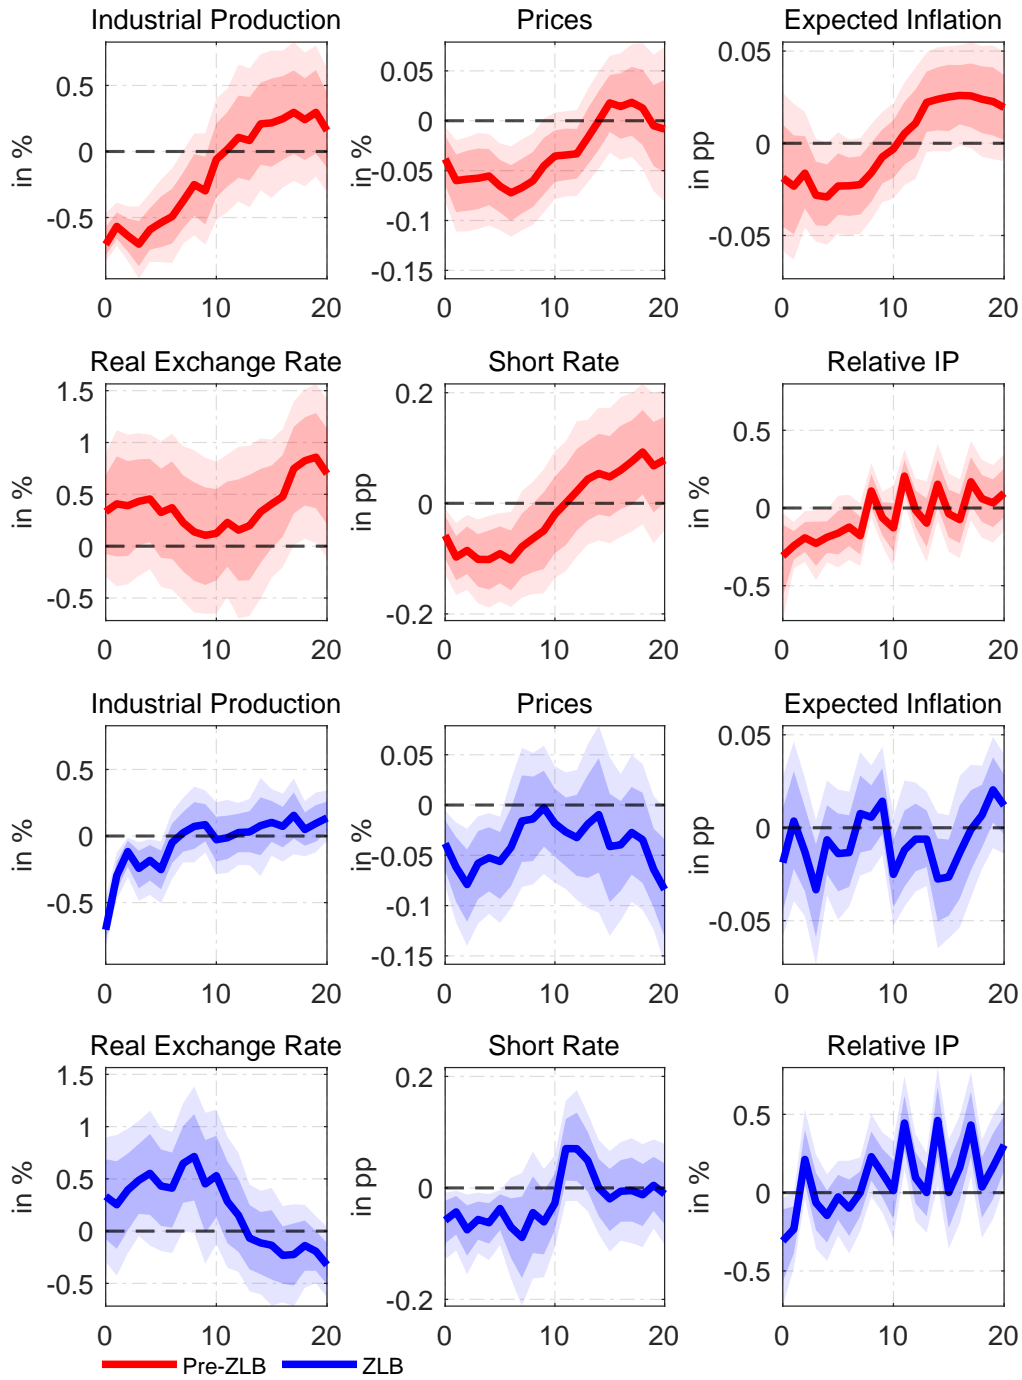 Industrial Production Prices Expected Inflation
in % 0.5 0 -0.5 0 10 20
in % 0.05 0 -0.05 -0.1 -0.15 0 10 20
in pp 0.05 0 -0.05 0 10 20
Real Exchange Rate Short Rate Relative IP
in % 1.5 1 0.5 0 -0.5 0 10 20
in pp 0.2 0 -0.2 0 10 20
in % 0.5 0 -0.5 0 10 20
Industrial Production Prices Expected Inflation
in % 0.5 0 -0.5 0 10 20
in % 0.05 0 -0.05 -0.1 -0.15 0 10 20
in pp 0.05 0 -0.05 0 10 20
Real Exchange Rate Short Rate Relative IP
in % 1.5 1 0.5 0 -0.5 0 10 20
in pp 0.2 0 -0.2 0 10 20
in % 0.5 0 -0.5 0 10 20
Pre-ZLB ZLB